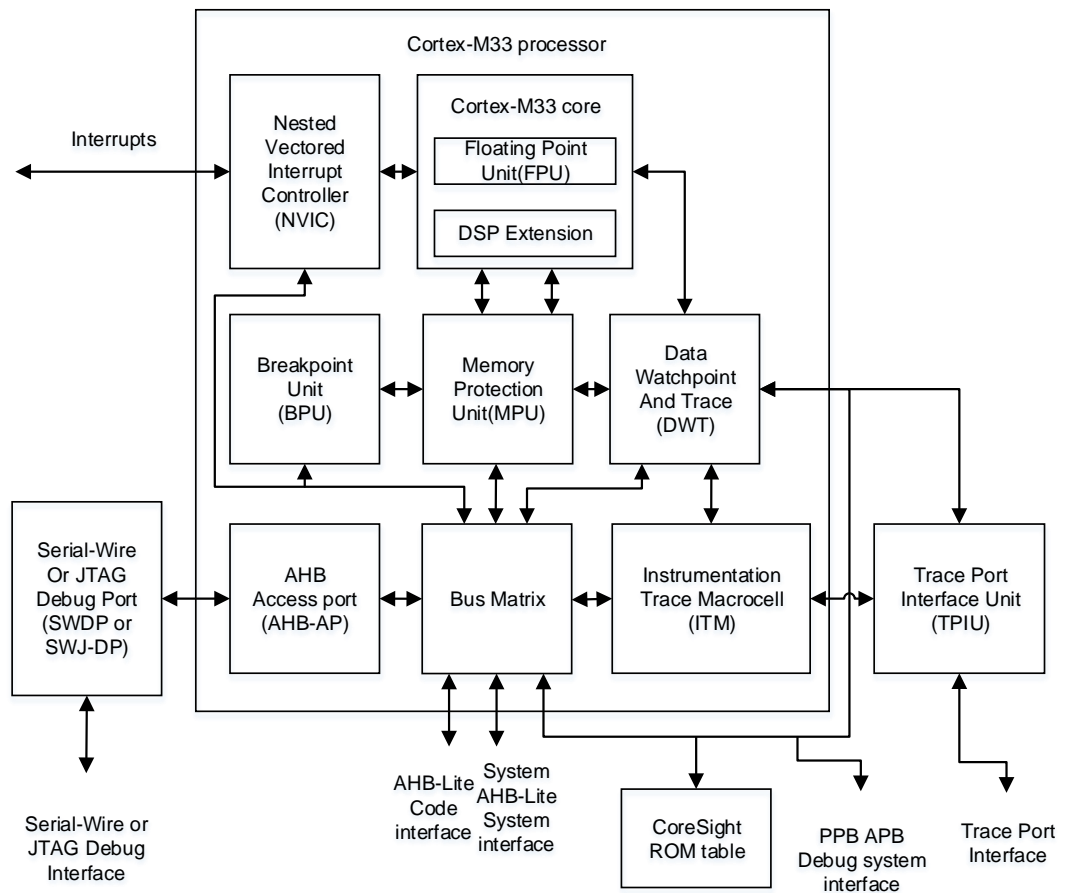 Cortex-M33 processor
Interrupts
Nested
Vectored
Interrupt
Controller
(NVIC)
Cortex-M33 core
Floating Point
Unit(FPU)
DSP Extension
Breakpoint
Unit
(BPU)
Memory
Protection
Unit(MPU)
Data
Watchpoint
And Trace
(DWT)
Serial-Wire
Or JTAG
Debug Port
(SWDP or
SWJ-DP)
AHB
Access port
(AHB-AP)
Bus Matrix
Instrumentation
Trace Macrocell
(ITM)
Trace Port
Interface Unit
(TPIU)
Serial-Wire or
JTAG Debug
Interface
AHB-Lite
Code
interface
System
AHB-Lite
System
interface
CoreSight
ROM table
PPB APB
Debug system
interface
Trace Port
Interface